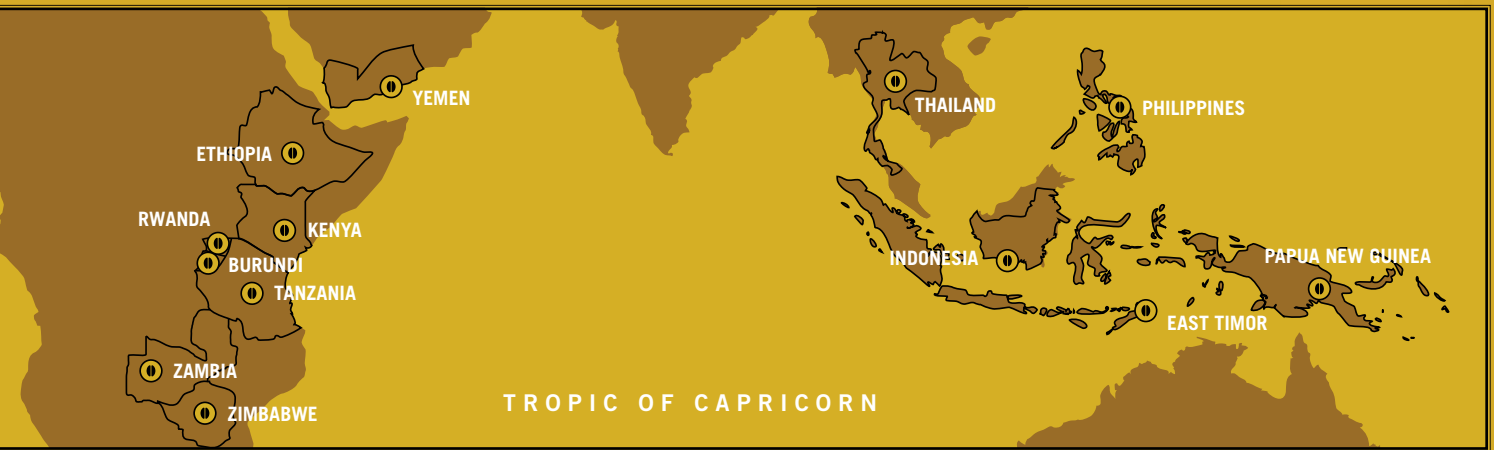 YEMEN
THAILAND
PHILIPPINES
ETHIOPIA
RWANDA
KENYA
BURUNDI
INDONESIA
PAPUA NEW GUINEA
TANZANIA
EAST TIMOR
ZAMBIA
TROPIC OF CAPRICORN
ZIMBABWE